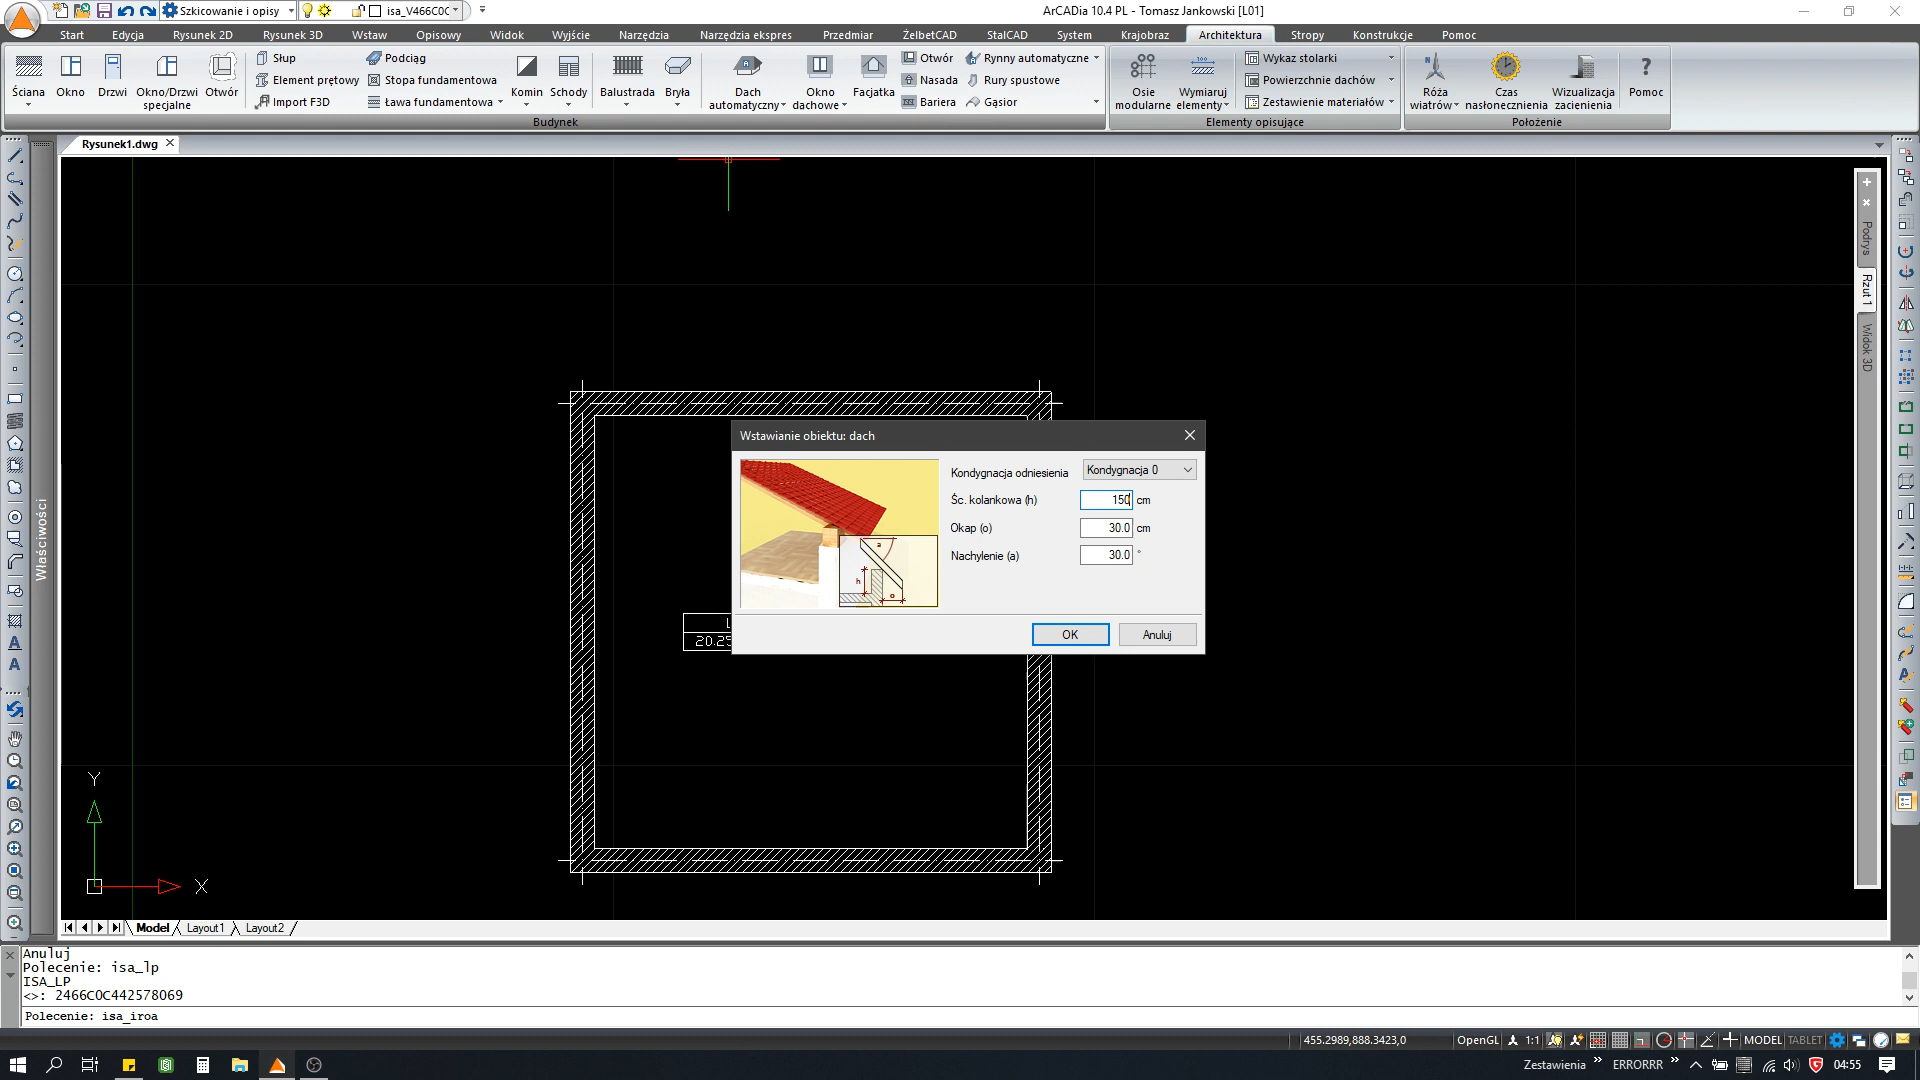 Szkicowanie i opisy
isa_V466C0C
ArCADia 10.4 PL - Tomasz Jankowski [L01]
Start Edycja Rysunek 2D Rysunek 3D Wstaw Opisowy Widok Wyjście Narzędzia Narzędzia ekspres Przedmiar ŻelbetCAD StalCAD System Krajobraz Architektura Stropy Konstrukcje Pomoc
Ściana
Okno
Drzwi
Okno/Drzwi
specjalne
Otwór
Słup
Element prętowy
Import F3D
Podciąg
Stopa fundamentowa
Ława fundamentowa
Komin
Schody
Balustrada
Bryła
Dach
automatyczny
Okno
dachowe
Facjatka
Otwór
Nasada
Bariera
Rynny automatyczne
Rury spustowe
Gąsior
Osie
modularne
Wymiaruj
elementy
Wykaz stolarki
Powierzchnie dachów
Zestawienie materiałów
Róża
wiatrów
Czas
nasłonecznienia
Wizualizacja
zacienienia
Pomoc
Budynek
Elementy opisujące
Położenie
Rysunek1.dwg
Właściwości
Podrys
Rzut 1
Widok 3D
Wstawianie obiektu: dach
Kondygnacja odniesienia Kondygnacja 0
Śc. kolankowa (h) 150 cm
Okap (o) 30.0 cm
Nachylenie (a) 30.0 °
a
h
o
OK Anuluj
20.25
Y
X
Model Layout1 Layout2
Anuluj
Polecenie: isa_lp
ISA_LP
<>: 2466C0C442578069
Polecenie: isa_iroa
455.2989,888.3423,0 OpenGL 1:1 MODEL TABLET
Zestawienia » ERRORRR » 04:55